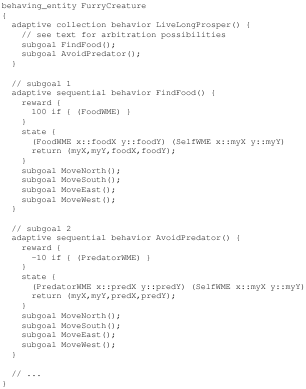 behaving_entity FurryCreature
{
adaptive collection behavior LiveLongProsper() {
// see text for arbitration possibilities
subgoal FindFood();
subgoal AvoidPredator();
}
// subgoal 1
adaptive sequential behavior FindFood() {
reward {
100 if { (FoodWME) }
}
state {
(FoodWME x::foodX y::foodY) (SelfWME x::myX y::myY)
return (myX,myY,foodX,foodY);
}
subgoal MoveNorth();
subgoal MoveSouth();
subgoal MoveEast();
subgoal MoveWest();
}
// subgoal 2
adaptive sequential behavior AvoidPredator() {
reward {
-10 if { (PredatorWME) }
}
state {
(PredatorWME x::predX y::predY) (SelfWME x::myX y::myY)
return (myX,myY,predX,predY);
}
subgoal MoveNorth();
subgoal MoveSouth();
subgoal MoveEast();
subgoal MoveWest();
}
// ...
}